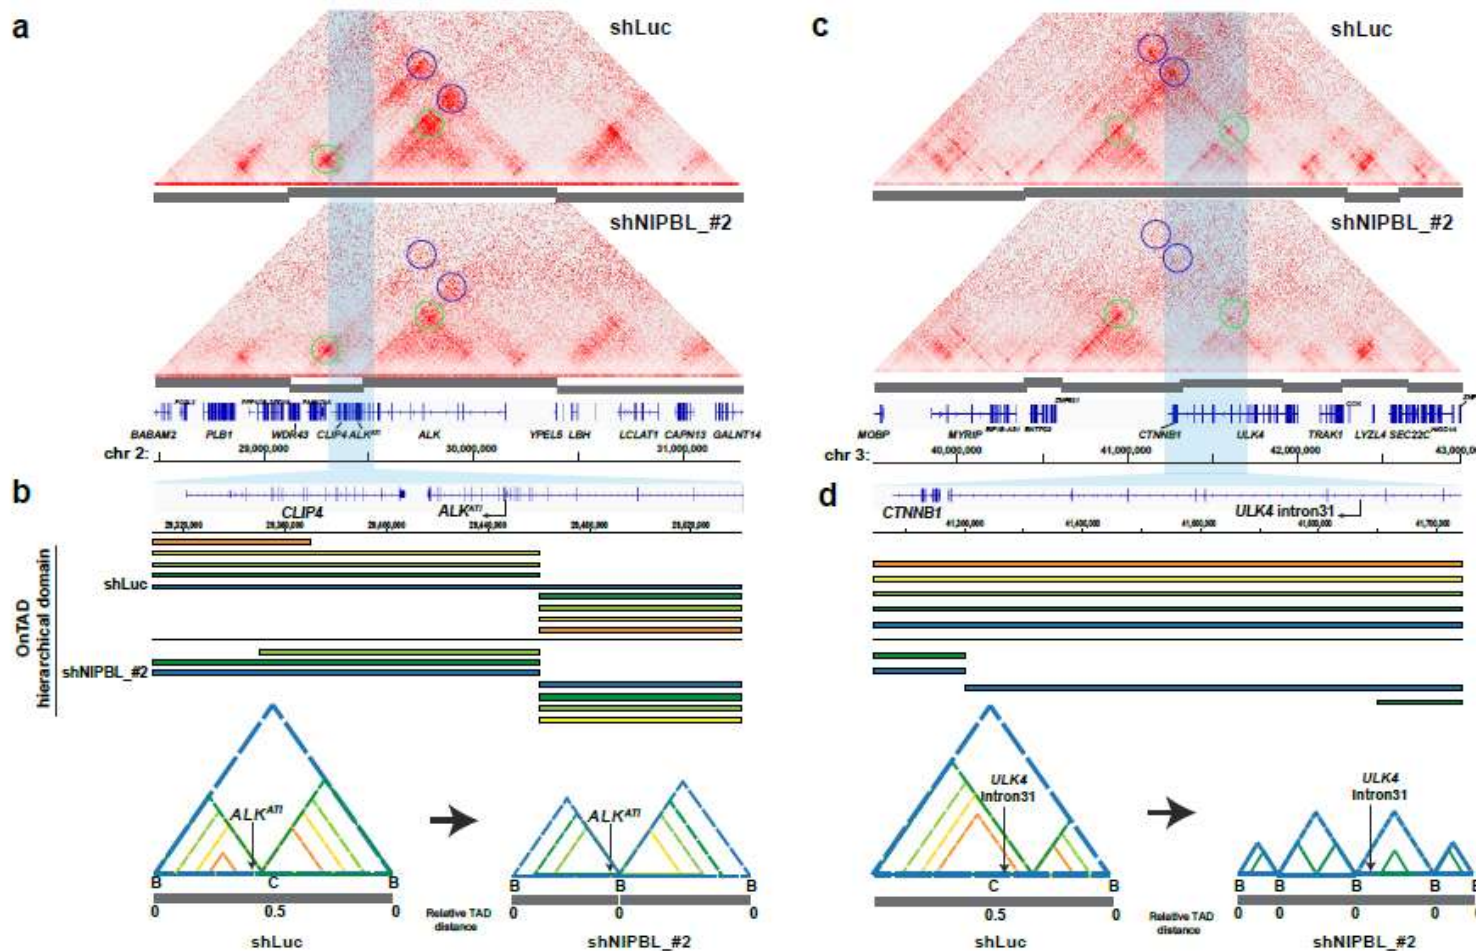 a
shLuc
shNIPBL_#2
BABAM2 PLB1 WDR43 CLIP4 ALKATI ALK YPEL5 LBH LCLAT1 CAPN13 GALNT14
chr 2: 29,000,000 30,000,000 31,000,000
b
CLIP4 ALKATI
OnTAD
hierarchical domain
shLuc
shNIPBL_#2
ALKATI
ALKATI
B C B
B B B
0 0.5 0
Relative TAD
distance
0 0 0
shLuc
shNIPBL_#2
c
shLuc
shNIPBL_#2
MOBP MYRIP CTNNB1 ULK4 TRAK1 LYZL4 SEC22C
chr 3: 40,000,000 41,000,000 42,000,000 43,000,000
d
CTNNB1 ULK4 intron31
ULK4
Intron31
ULK4
Intron31
B C B
B B B B B
0.5 0
Relative TAD
distance
0 0 0 0 0
shLuc
shNIPBL_#2